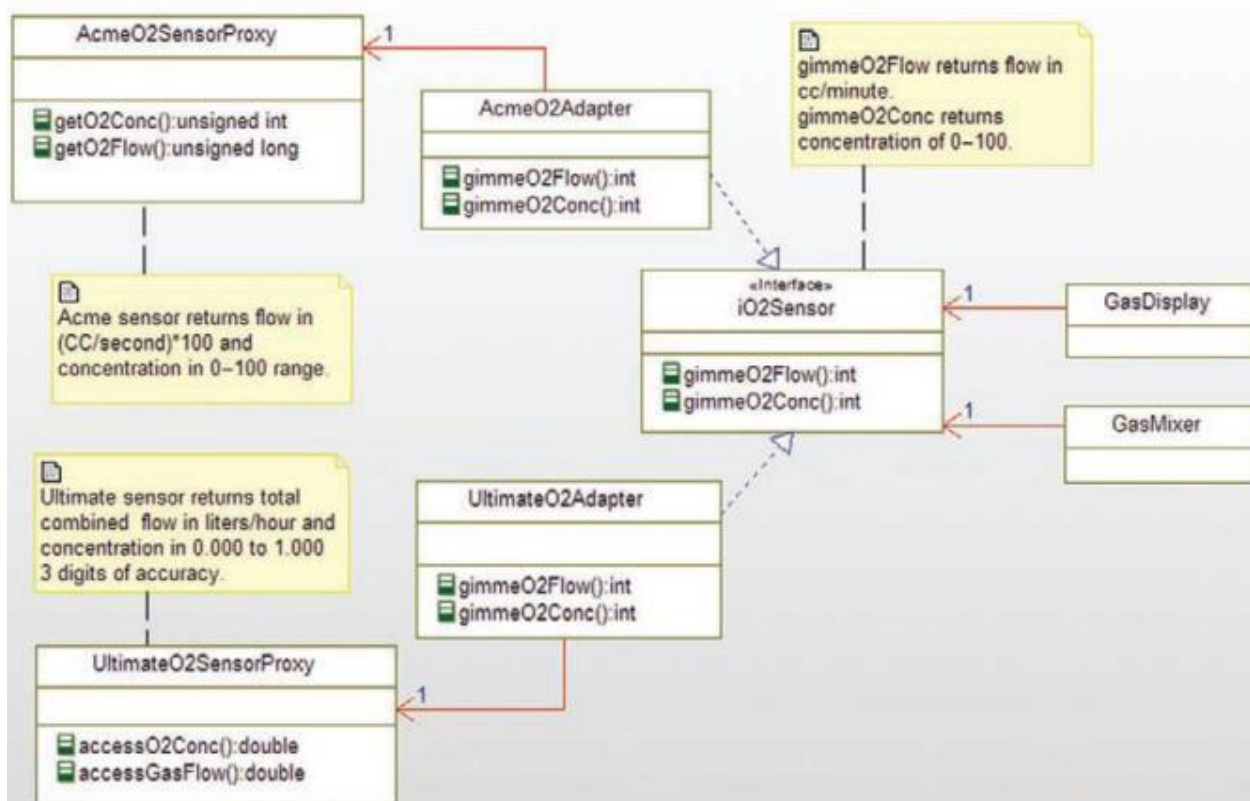 AcmeO2SensorProxy
getO2Conc():unsigned int
getO2Flow():unsigned long
1
AcmeO2Adapter
gimmeO2Flow():int
gimmeO2Conc():int
gimmeO2Flow returns flow in
cc/minute.
gimmeO2Conc returns
concentration of 0–100.
Acme sensor returns flow in
(CC/second)*100 and
concentration in 0–100 range.
«Interface»
iO2Sensor
gimmeO2Flow():int
gimmeO2Conc():int
1
GasDisplay
1
GasMixer
Ultimate sensor returns total
combined flow in liters/hour and
concentration in 0.000 to 1.000
3 digits of accuracy.
UltimateO2Adapter
gimmeO2Flow():int
gimmeO2Conc():int
UltimateO2SensorProxy
accessO2Conc():double
accessGasFlow():double
1